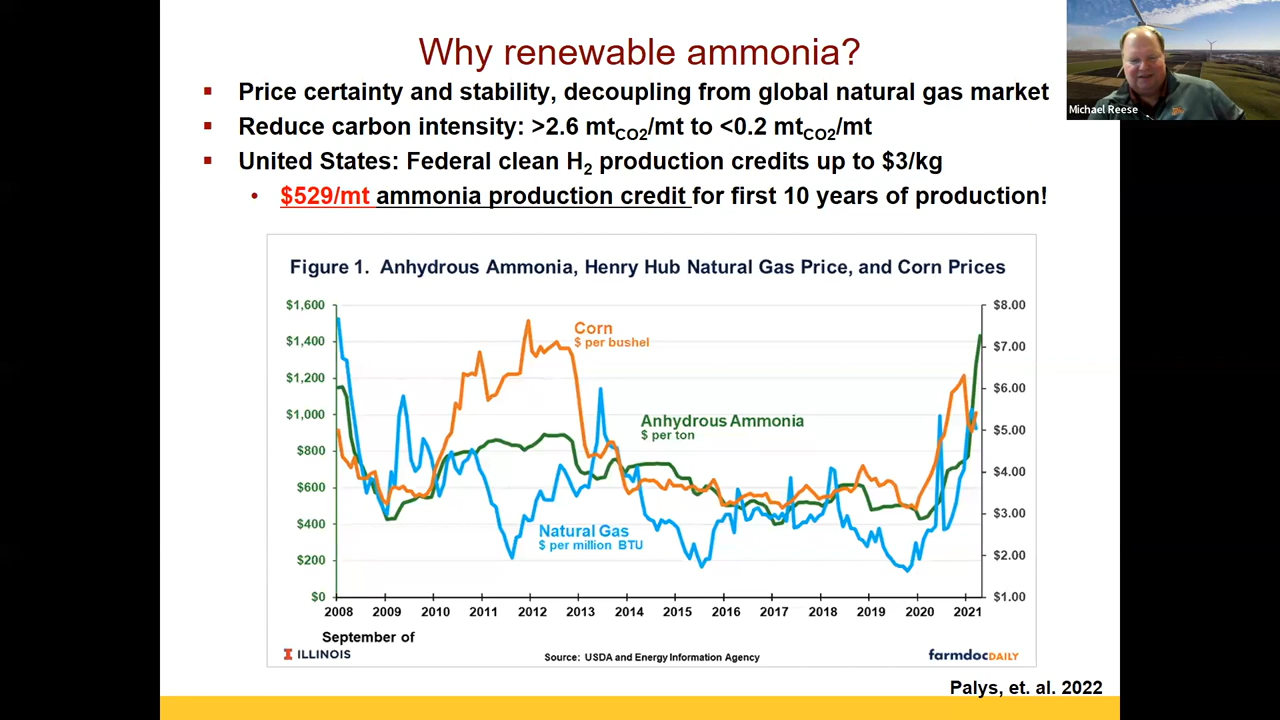 Why renewable ammonia?
Michael Reese
Price certainty and stability, decoupling from global natural gas market
Reduce carbon intensity: >2.6 mtCO2/mt to <0.2 mtCO2/mt
United States: Federal clean H2 production credits up to $3/kg
$529/mt ammonia production credit for first 10 years of production!
Figure 1. Anhydrous Ammonia, Henry Hub Natural Gas Price, and Corn Prices
$1,600
$1,400
$1,200
$1,000
$800
$600
$400
$200
$0
$8.00
$7.00
$6.00
$5.00
$4.00
$3.00
$2.00
$1.00
Corn
$ per bushel
Anhydrous Ammonia
$ per ton
Natural Gas
$ per million BTU
2008 2009 2010 2011 2012 2013 2014 2015 2016 2017 2018 2019 2020 2021
September of
I ILLINOIS
Source: USDA and Energy Information Agency
farmdocDAILY
Palys, et. al. 2022